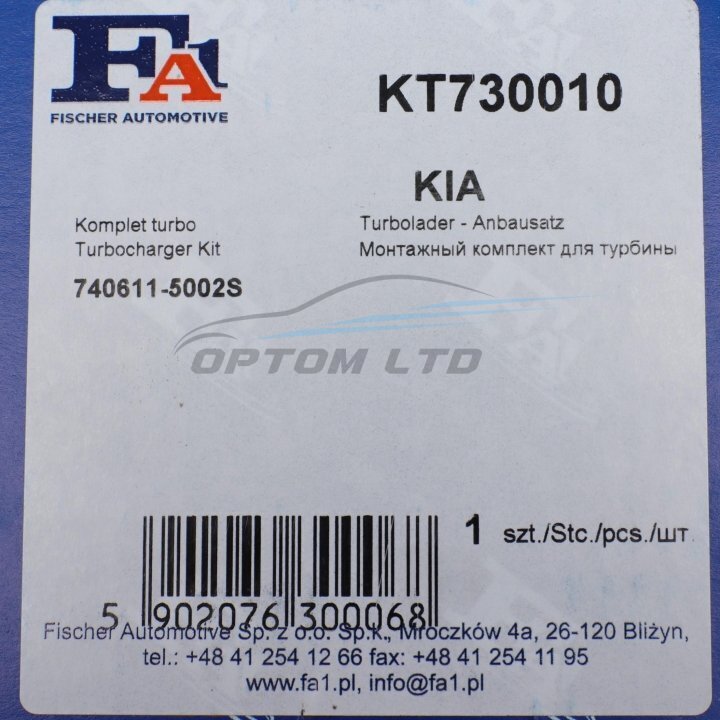 FA1
FISCHER AUTOMOTIVE
KT730010
KIA
Komplet turbo
Turbocharger Kit
740611-5002S
Turbolader - Anbausatz
Монтажный комплект для турбины
OPTOM LTD
1 szt./Stc./pcs./шт.
5 902076 300068
Fischer Automotive Sp. z o.o. Sp.k., Mroczków 4a, 26-120 Bliżyn,
tel.: +48 41 254 12 66 fax: +48 41 254 11 95
www.fa1.pl, info@fa1.pl